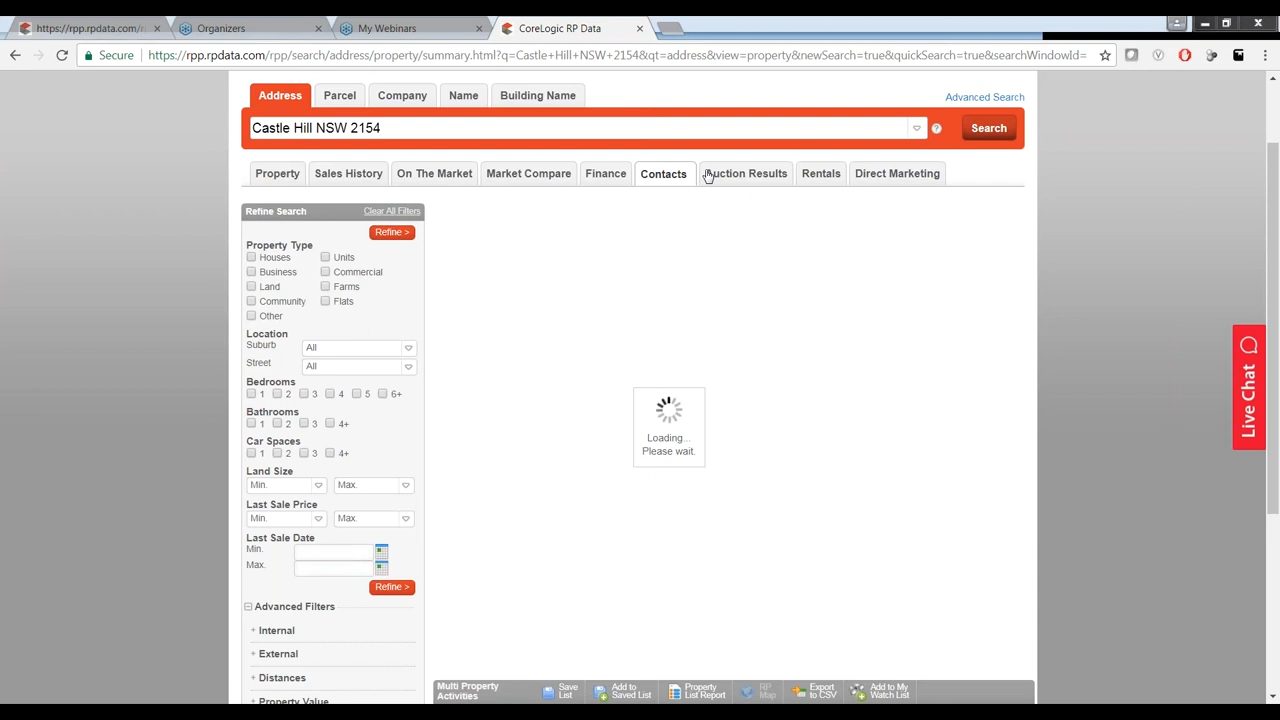 https://rpp.rpdata.com/r
Organizers
My Webinars
CoreLogic RP Data
Secure
https://rpp.rpdata.com/rpp/search/address/property/summary.html?q=Castle+Hill+NSW+2154&qt=address&view=property&newSearch=true&quickSearch=true&searchWindowId=
Address
Parcel
Company
Name
Building Name
Advanced Search
Castle Hill NSW 2154
?
Search
Property
Sales History
On The Market
Market Compare
Finance
Contacts
Auction Results
Rentals
Direct Marketing
Refine Search
Clear All Filters
Refine >
Property Type
Houses
Units
Business
Commercial
Land
Farms
Community
Flats
Other
Location
Suburb
All
Street
All
Bedrooms
1 2 3 4 5 6+
Bathrooms
1 2 3 4+
Car Spaces
1 2 3 4+
Land Size
Min.
Max.
Last Sale Price
Min.
Max.
Last Sale Date
Min.
Max.
Refine >
Advanced Filters
+ Internal
+ External
+ Distances
Property Value
Loading...
Please wait.
Live Chat
Multi Property
Activities
Save
List
Add to
Saved List
Property
List Report
RP
Map
Export
to CSV
Add to My
Watch List